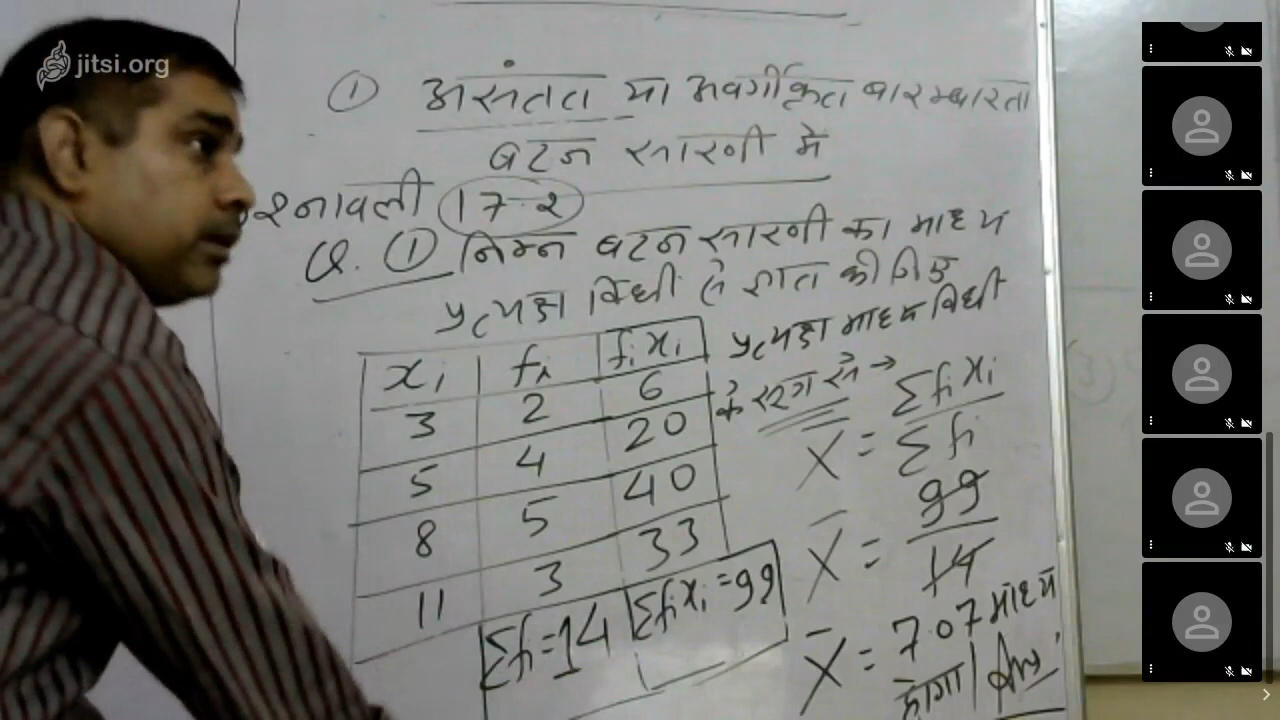 jitsi.org
① असंतत या अवर्गीकृत बारम्बारता
बटन सारणी में
श्नावली 17.2
Q. ① निम्न बटन सारणी का माध्य
प्रत्यक्ष विधी से ज्ञात कीजिए
xi fi fixi
3 2 6
5 4 20
8 5 40
11 3 33
Σfi=14 Σfixi=99
प्रत्यक्ष माध्य विधी
के सूत्र से →
X̄ = Σfixi / Σfi
X̄ = 99 / 14
X̄ = 7.07 माध्य
होगा | Ans.